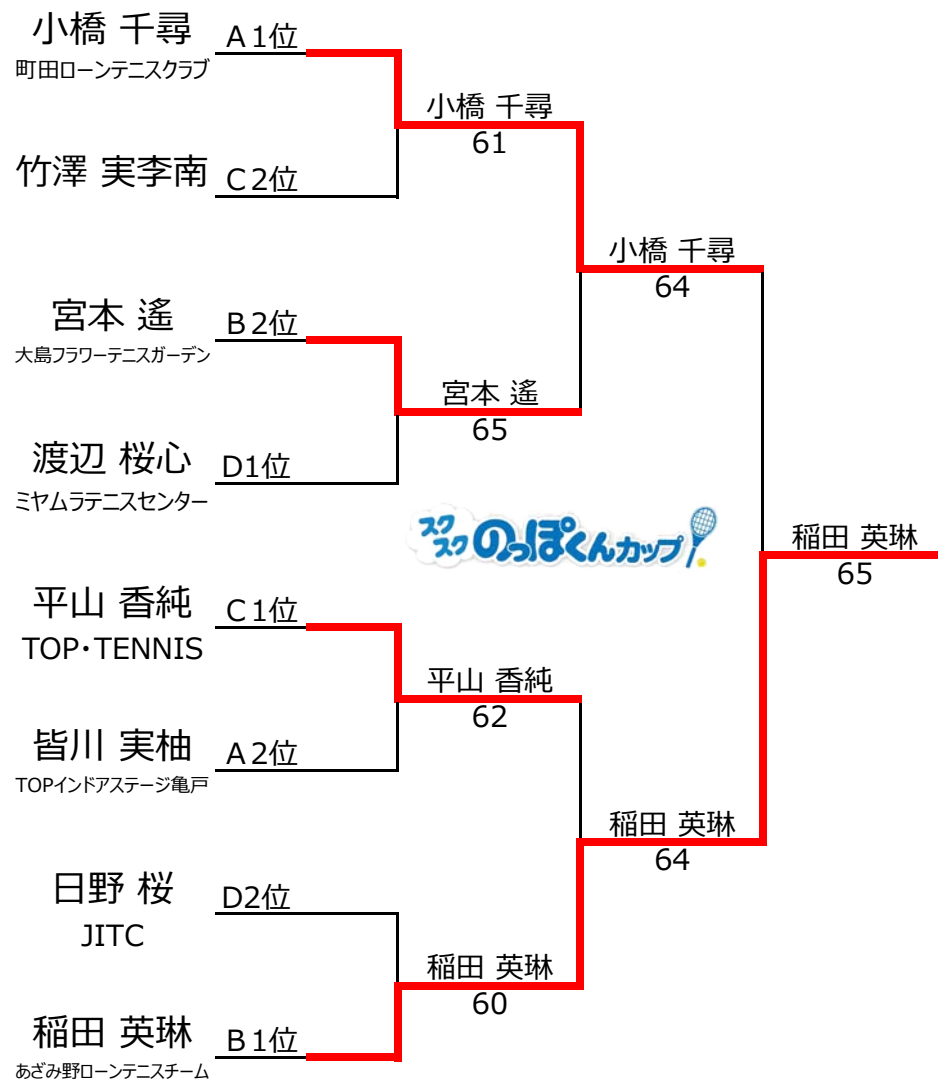 小橋 千尋
A1位
町田ローンテニスクラブ
小橋 千尋
61
竹澤 実李南
C2位
小橋 千尋
64
宮本 遙
B2位
大島フラワーテニスガーデン
宮本 遙
65
渡辺 桜心
D1位
ミヤムラテニスセンター
スクスクのっぽくんカップ
稲田 英琳
65
平山 香純
C1位
TOP・TENNIS
平山 香純
62
皆川 実柚
A2位
TOPインドアステージ亀戸
稲田 英琳
64
日野 桜
D2位
JITC
稲田 英琳
60
稲田 英琳
B1位
あざみ野ローンテニスチーム